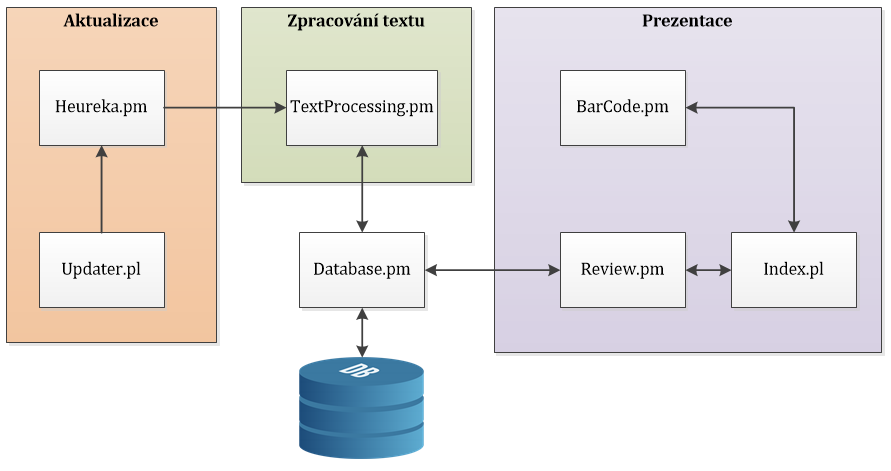 Aktualizace
Zpracování textu
Prezentace
Heureka.pm
TextProcessing.pm
BarCode.pm
Updater.pl
Database.pm
Review.pm
Index.pl
DB